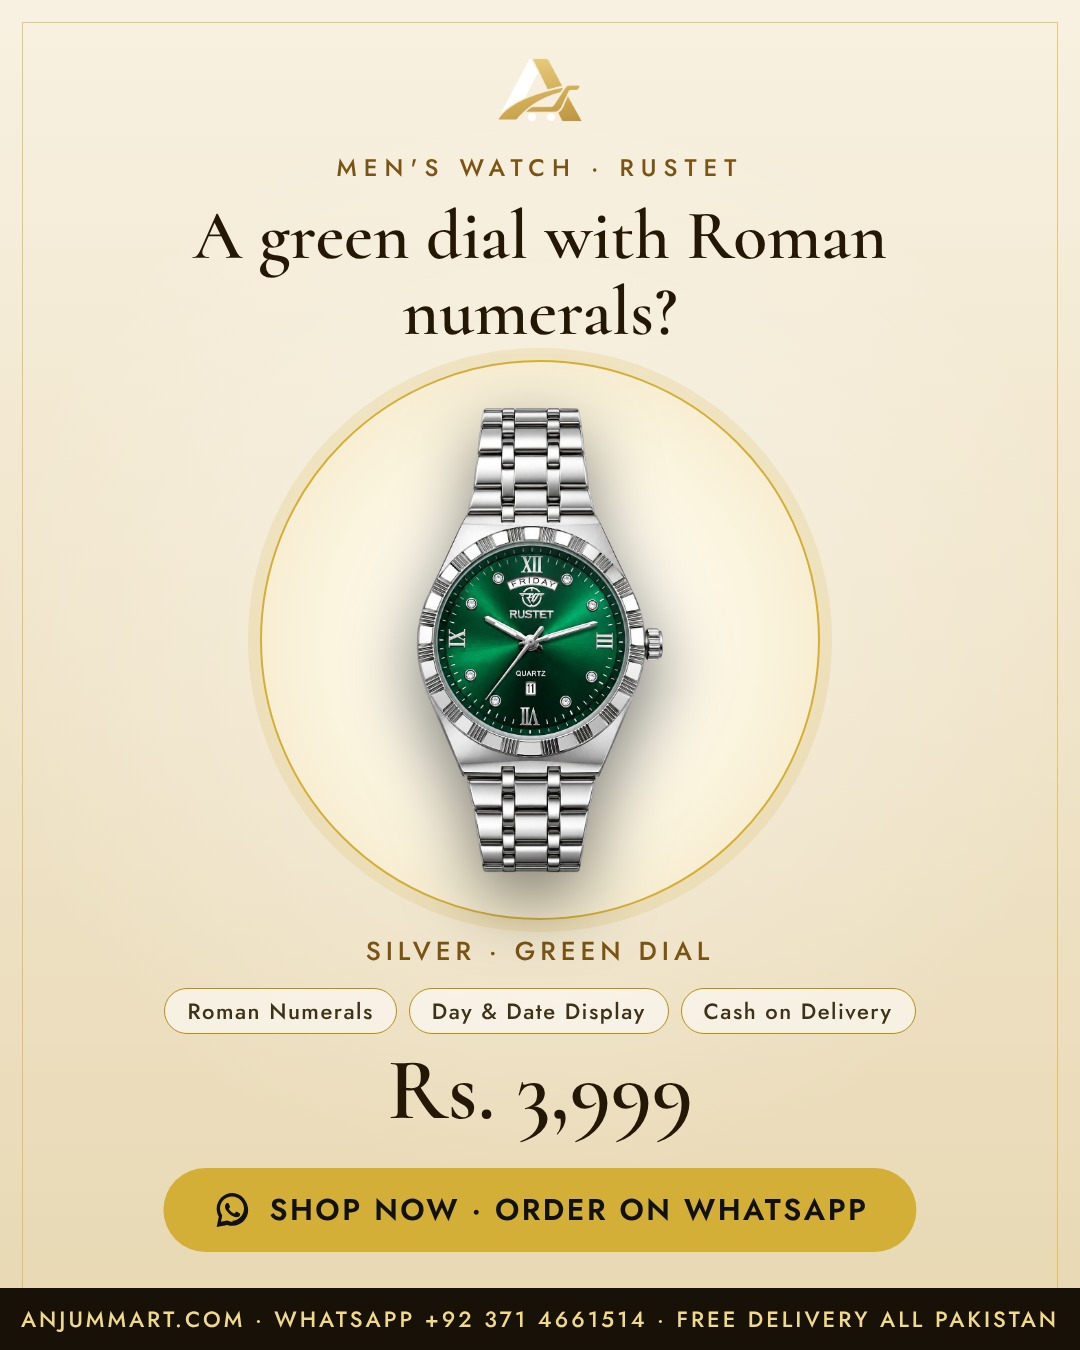 MEN'S WATCH · RUSTET
A green dial with Roman
numerals?
XII
FRIDAY
RUSTET
IX
III
QUARTZ
11
VII
SILVER · GREEN DIAL
Roman Numerals
Day & Date Display
Cash on Delivery
Rs. 3,999
SHOP NOW · ORDER ON WHATSAPP
ANJUMMART.COM · WHATSAPP +92 371 4661514 · FREE DELIVERY ALL PAKISTAN